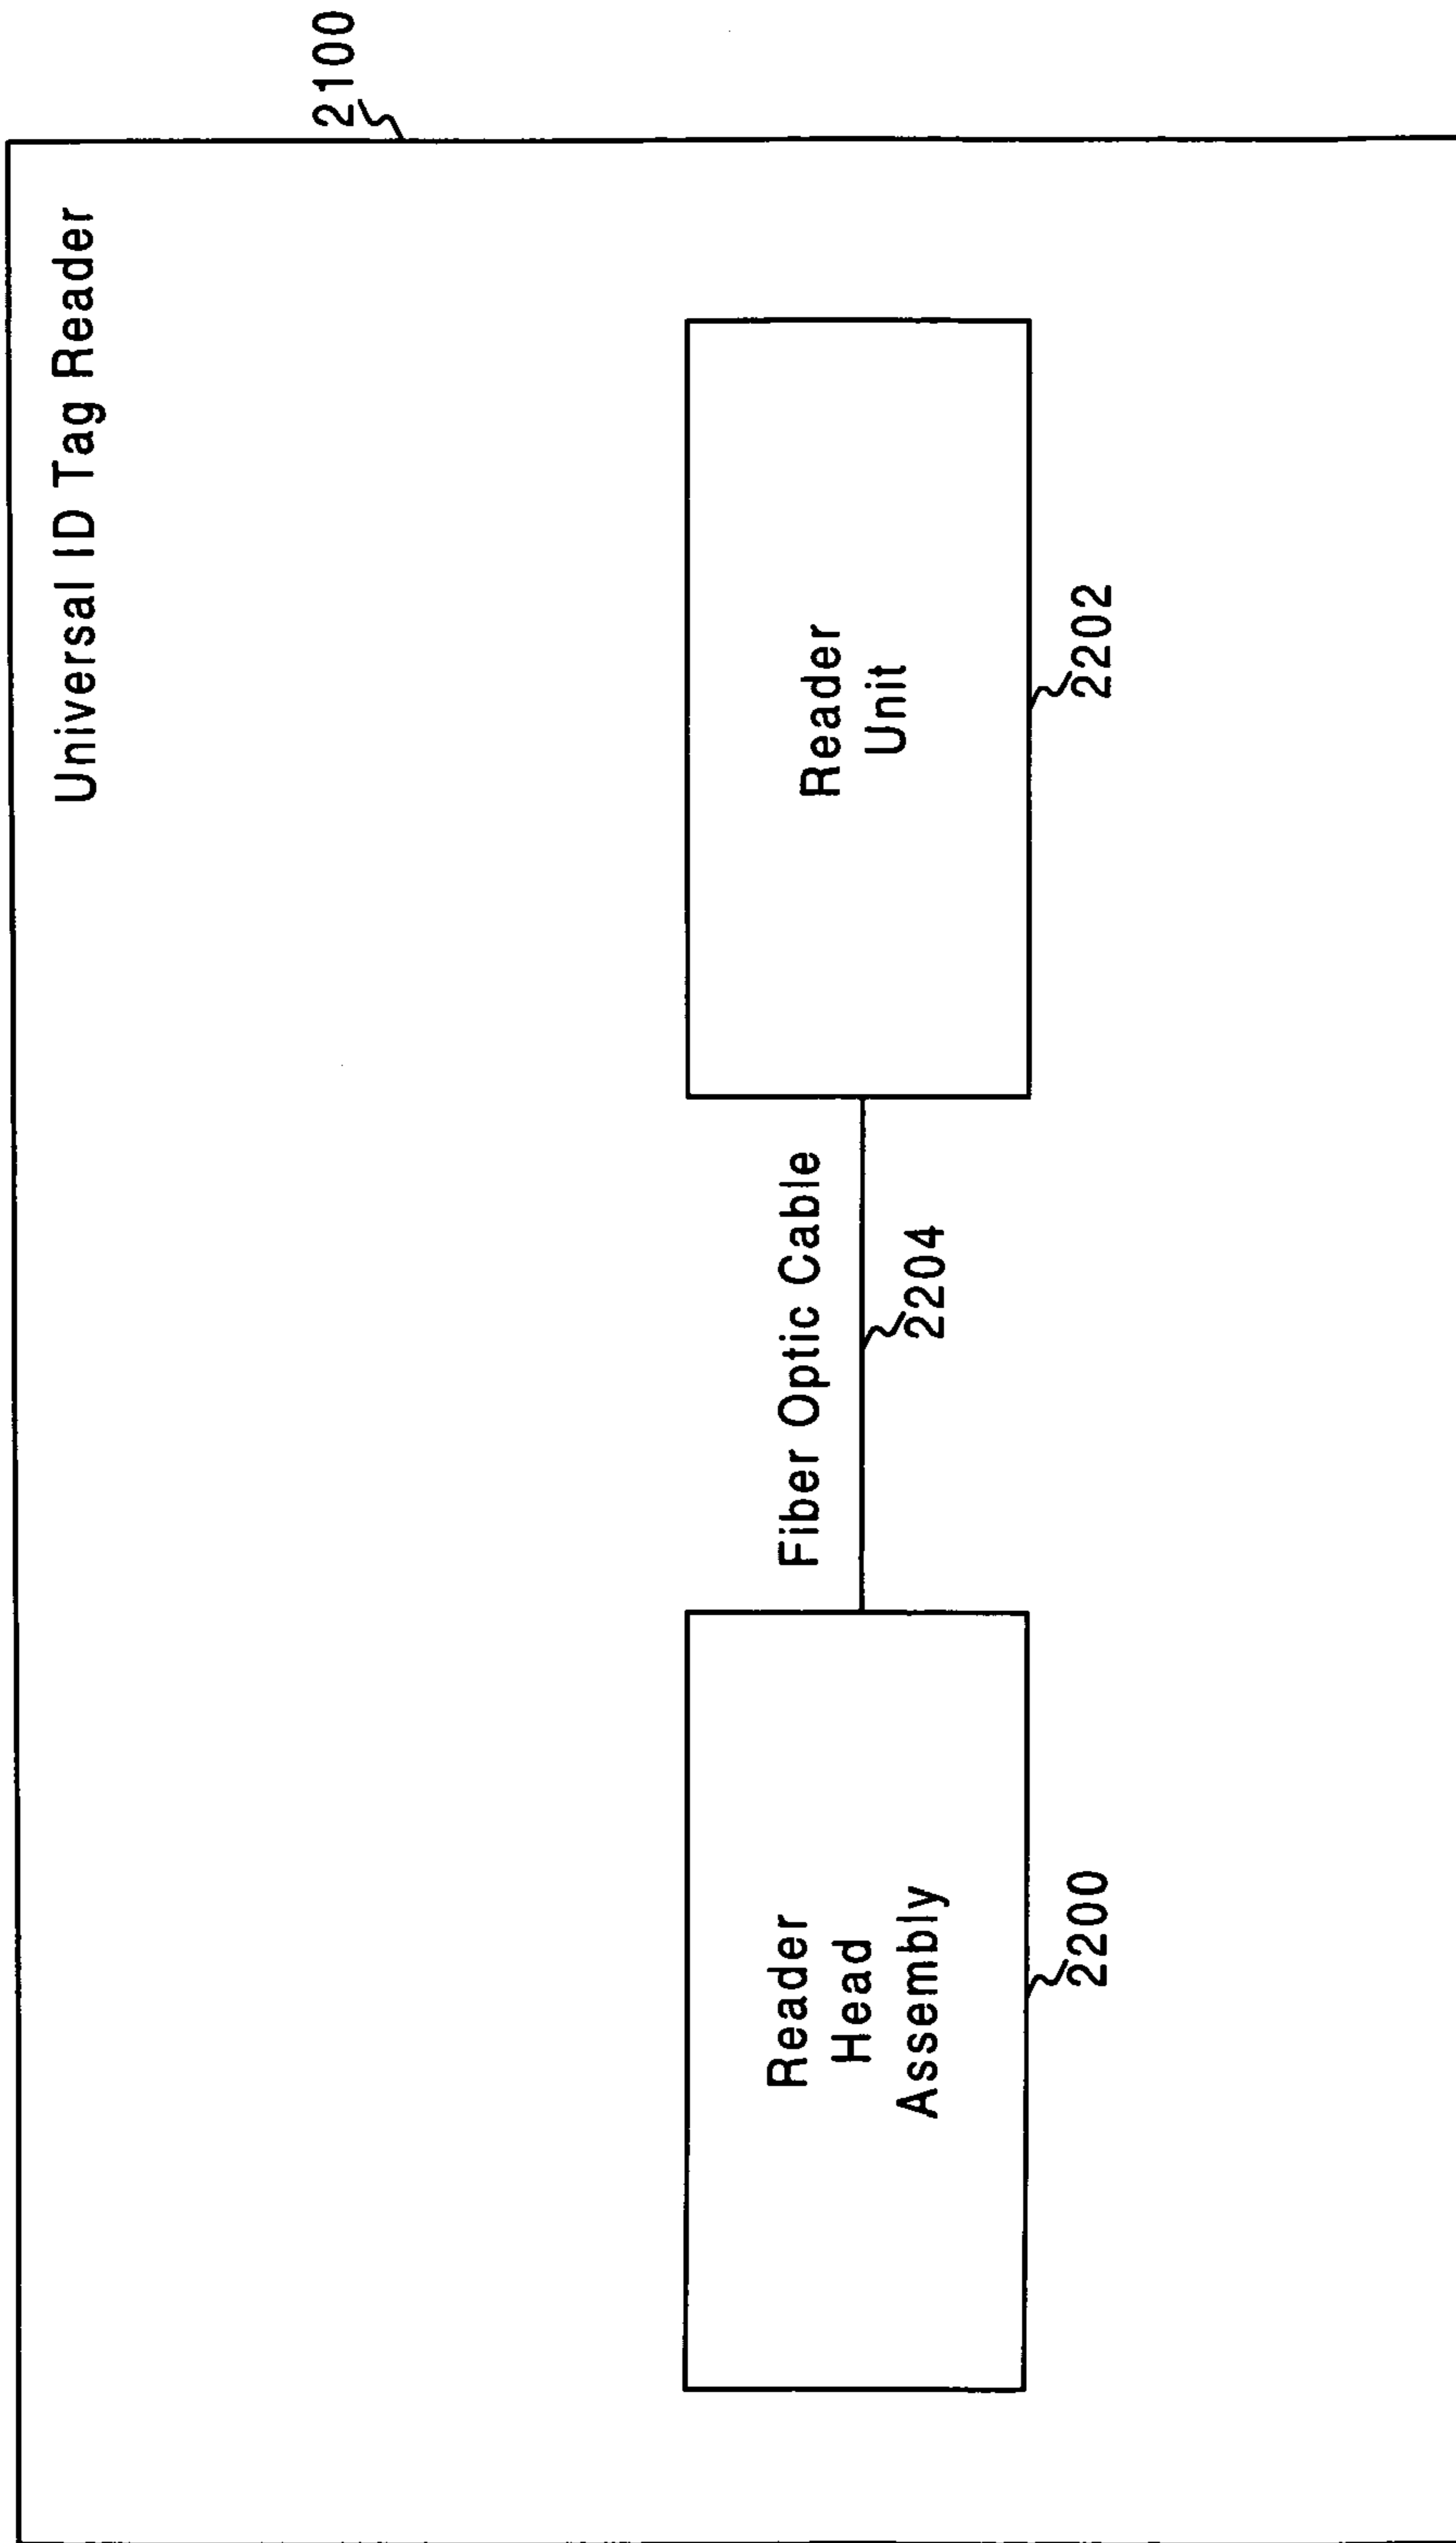 Universal ID Tag Reader
2100
Reader
Head
Assembly
2200
Fiber Optic Cable
2204
Reader
Unit
2202